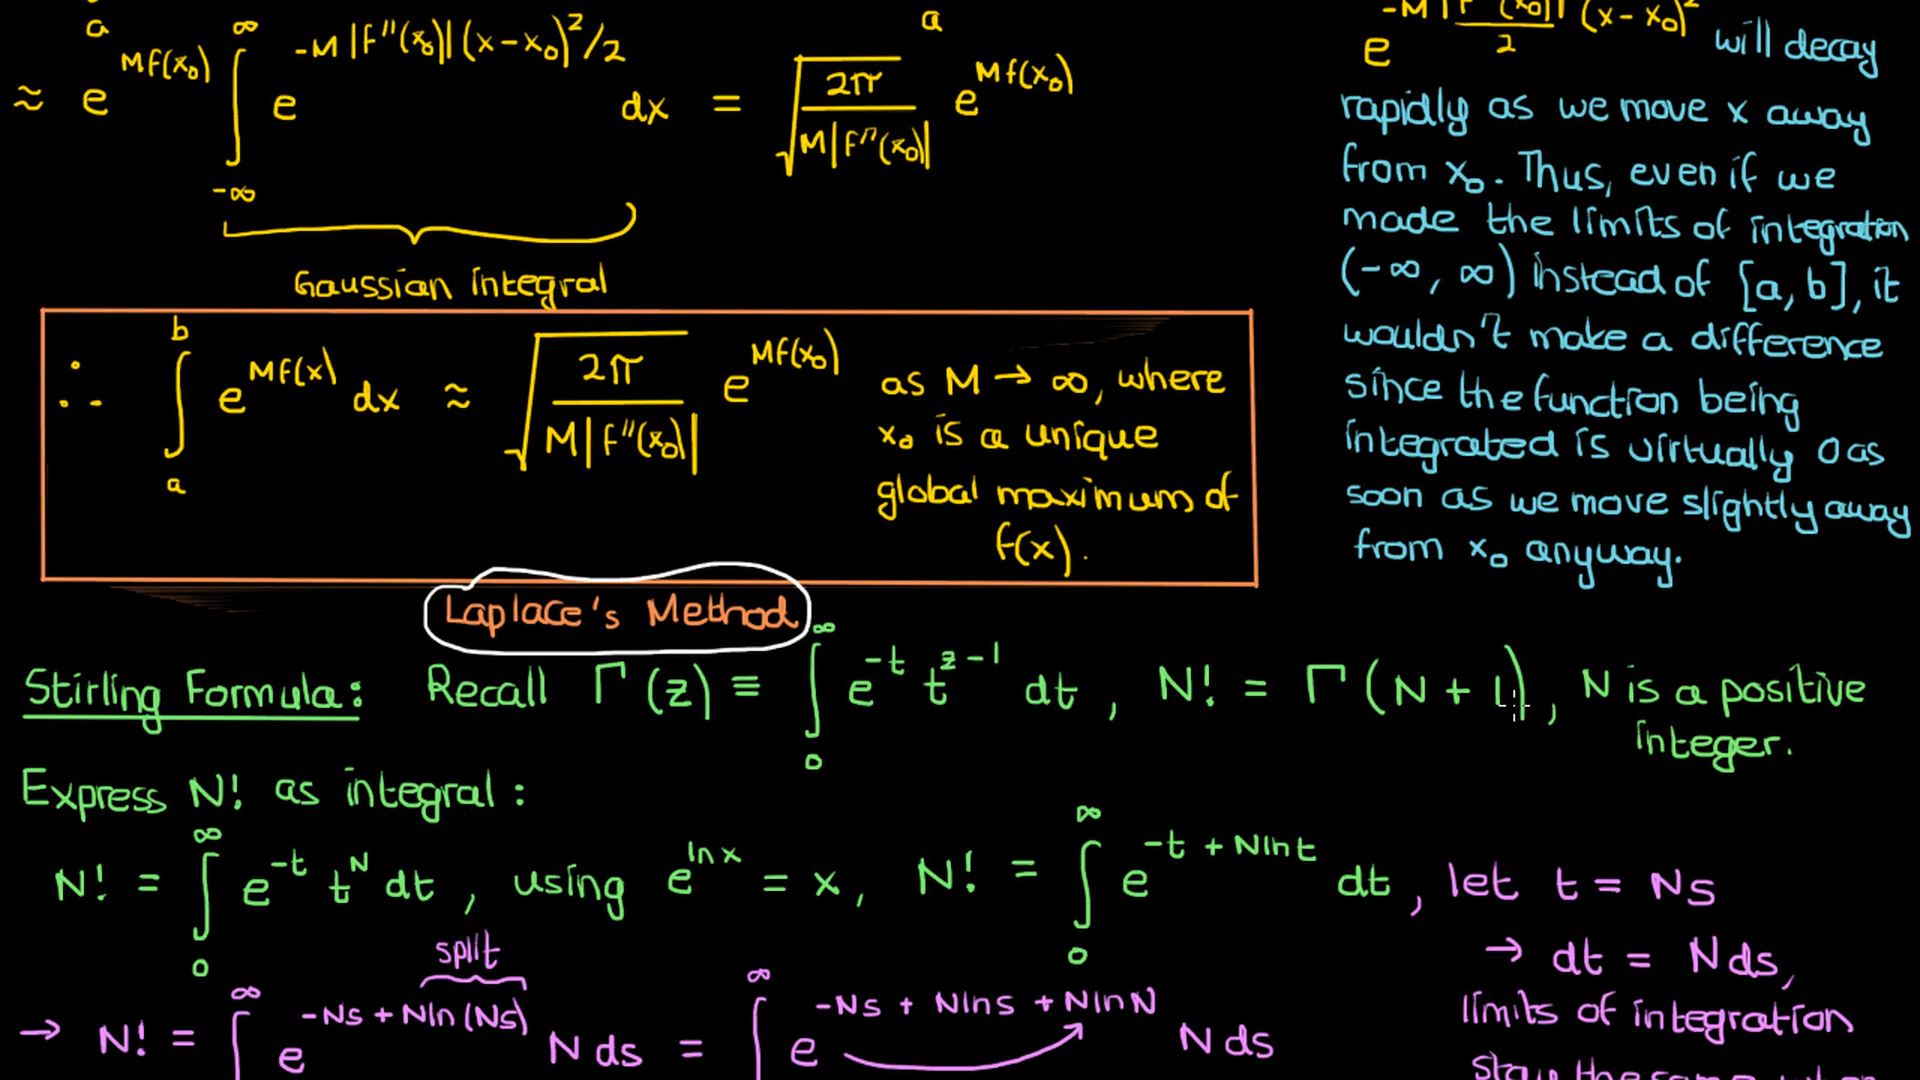 a a
≈ e^{Mf(x₀)} ∫_{-∞}^{∞} e^{-M|f''(x₀)|(x-x₀)²/2} dx = √(2π / M|f''(x₀)|) e^{Mf(x₀)}
Gaussian integral
∴ ∫_a^b e^{Mf(x)} dx ≈ √(2π / M|f''(x₀)|) e^{Mf(x₀)}
as M → ∞, where
x₀ is a unique
global maximum of
f(x).
Laplace's Method
e^{-M|f''(x₀)|/2 (x-x₀)²} will decay
rapidly as we move x away
from x₀. Thus, even if we
made the limits of integration
(-∞, ∞) instead of [a, b], it
wouldn't make a difference
since the function being
integrated is virtually 0 as
soon as we move slightly away
from x₀ anyway.
Stirling Formula: Recall Γ(z) ≡ ∫_0^∞ e^{-t} t^{z-1} dt, N! = Γ(N + 1), N is a positive
integer.
Express N! as integral:
N! = ∫_0^∞ e^{-t} t^N dt, using e^{ln x} = x, N! = ∫_0^∞ e^{-t + N ln t} dt, let t = Ns
→ dt = N ds,
limits of integration
split
→ N! = ∫^∞ e^{-Ns + N ln(Ns)} N ds = ∫^∞ e^{-Ns + N ln s + N ln N} N ds
stay the same